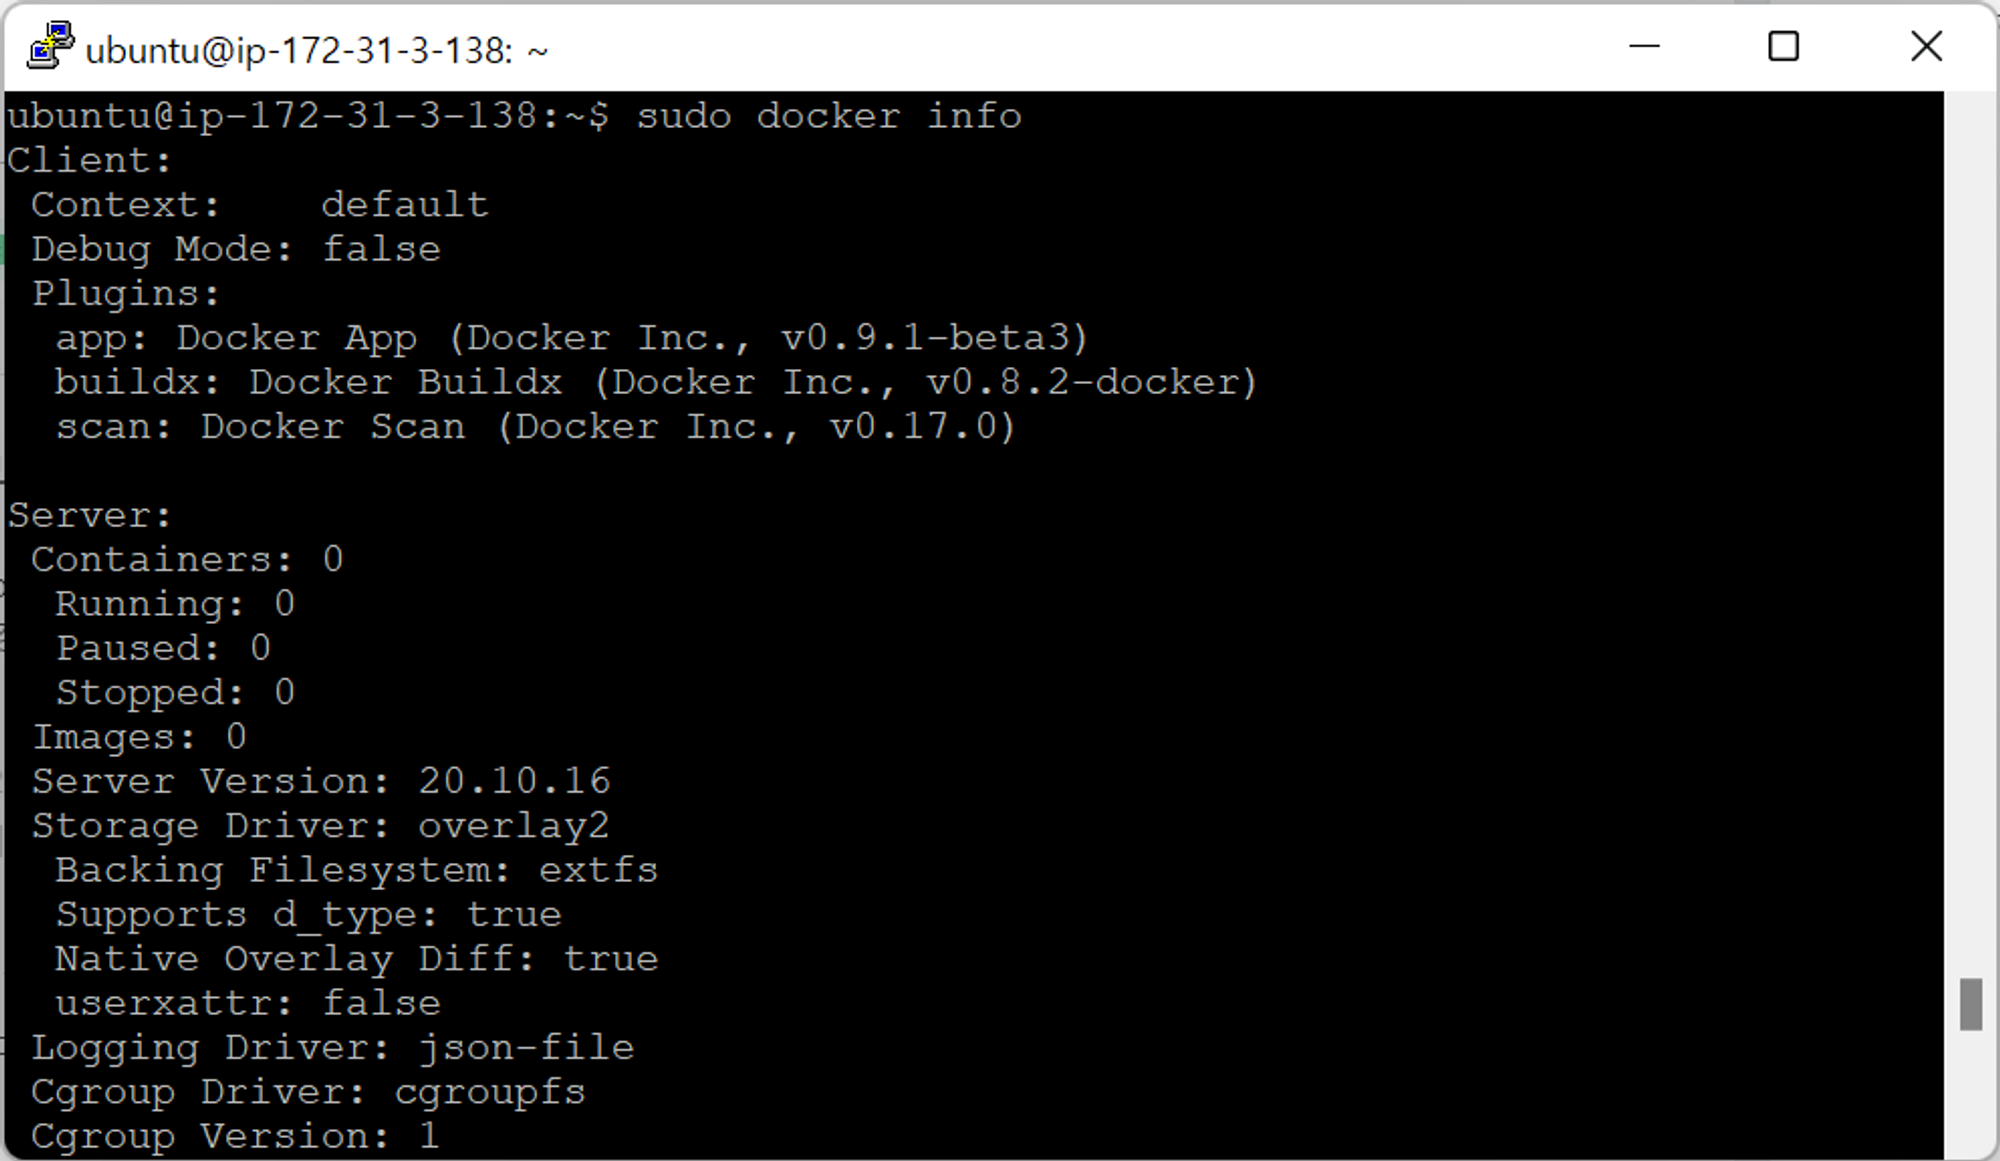 ubuntu@ip-172-31-3-138: ~
ubuntu@ip-172-31-3-138:~$ sudo docker info
Client:
 Context:    default
 Debug Mode: false
 Plugins:
  app: Docker App (Docker Inc., v0.9.1-beta3)
  buildx: Docker Buildx (Docker Inc., v0.8.2-docker)
  scan: Docker Scan (Docker Inc., v0.17.0)

Server:
 Containers: 0
  Running: 0
  Paused: 0
  Stopped: 0
 Images: 0
 Server Version: 20.10.16
 Storage Driver: overlay2
  Backing Filesystem: extfs
  Supports d_type: true
  Native Overlay Diff: true
  userxattr: false
 Logging Driver: json-file
 Cgroup Driver: cgroupfs
 Cgroup Version: 1